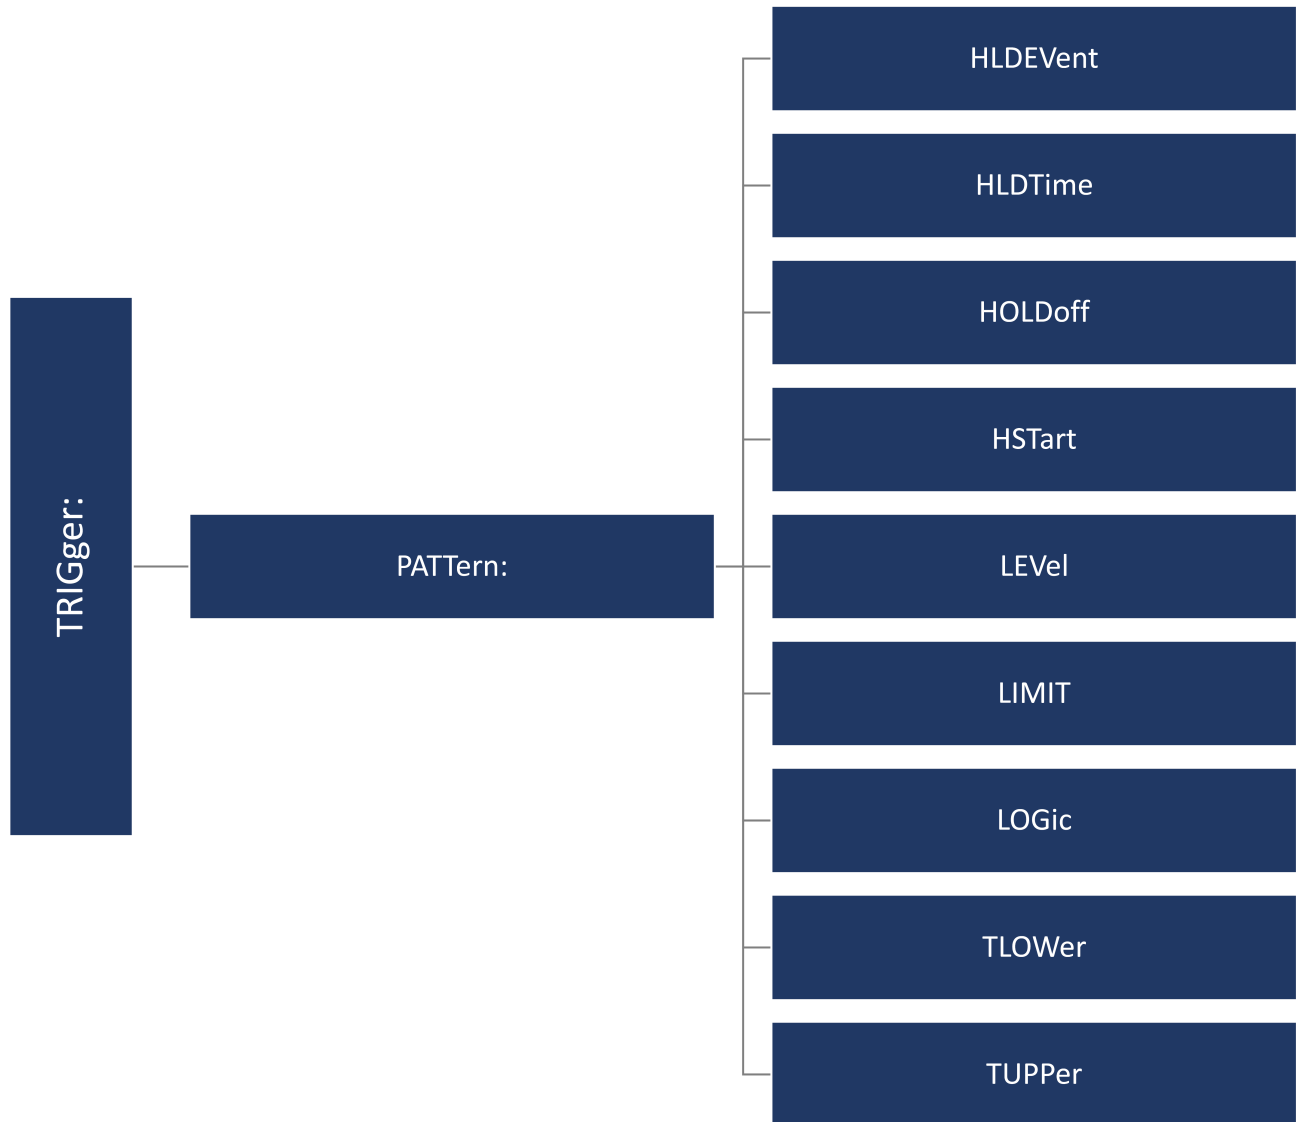 TRIGger:
PATTern:
HLDEVent
HLDTime
HOLDoff
HSTart
LEVel
LIMIT
LOGic
TLOWer
TUPPer